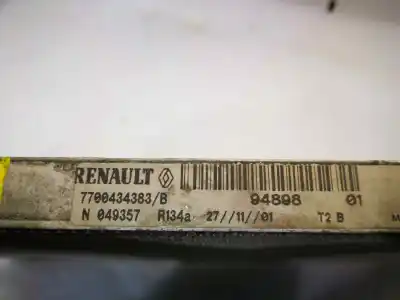 RENAULT
7700434383/B 94898 01
N 049357 R134a 27//11//01 T2 B M